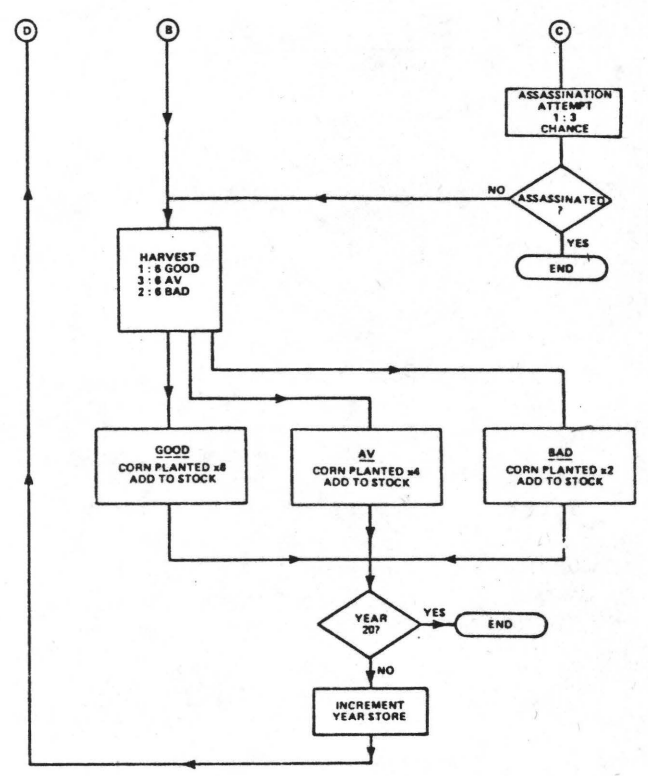 D
B
C
ASSASSINATION
ATTEMPT
1 : 3
CHANCE
NO
ASSASSINATED
?
YES
END
HARVEST
1 : 6 GOOD
3 : 6 AV
2 : 6 BAD
GOOD
CORN PLANTED x8
ADD TO STOCK
AV
CORN PLANTED x4
ADD TO STOCK
BAD
CORN PLANTED x2
ADD TO STOCK
YEAR
20?
YES
END
NO
INCREMENT
YEAR STORE